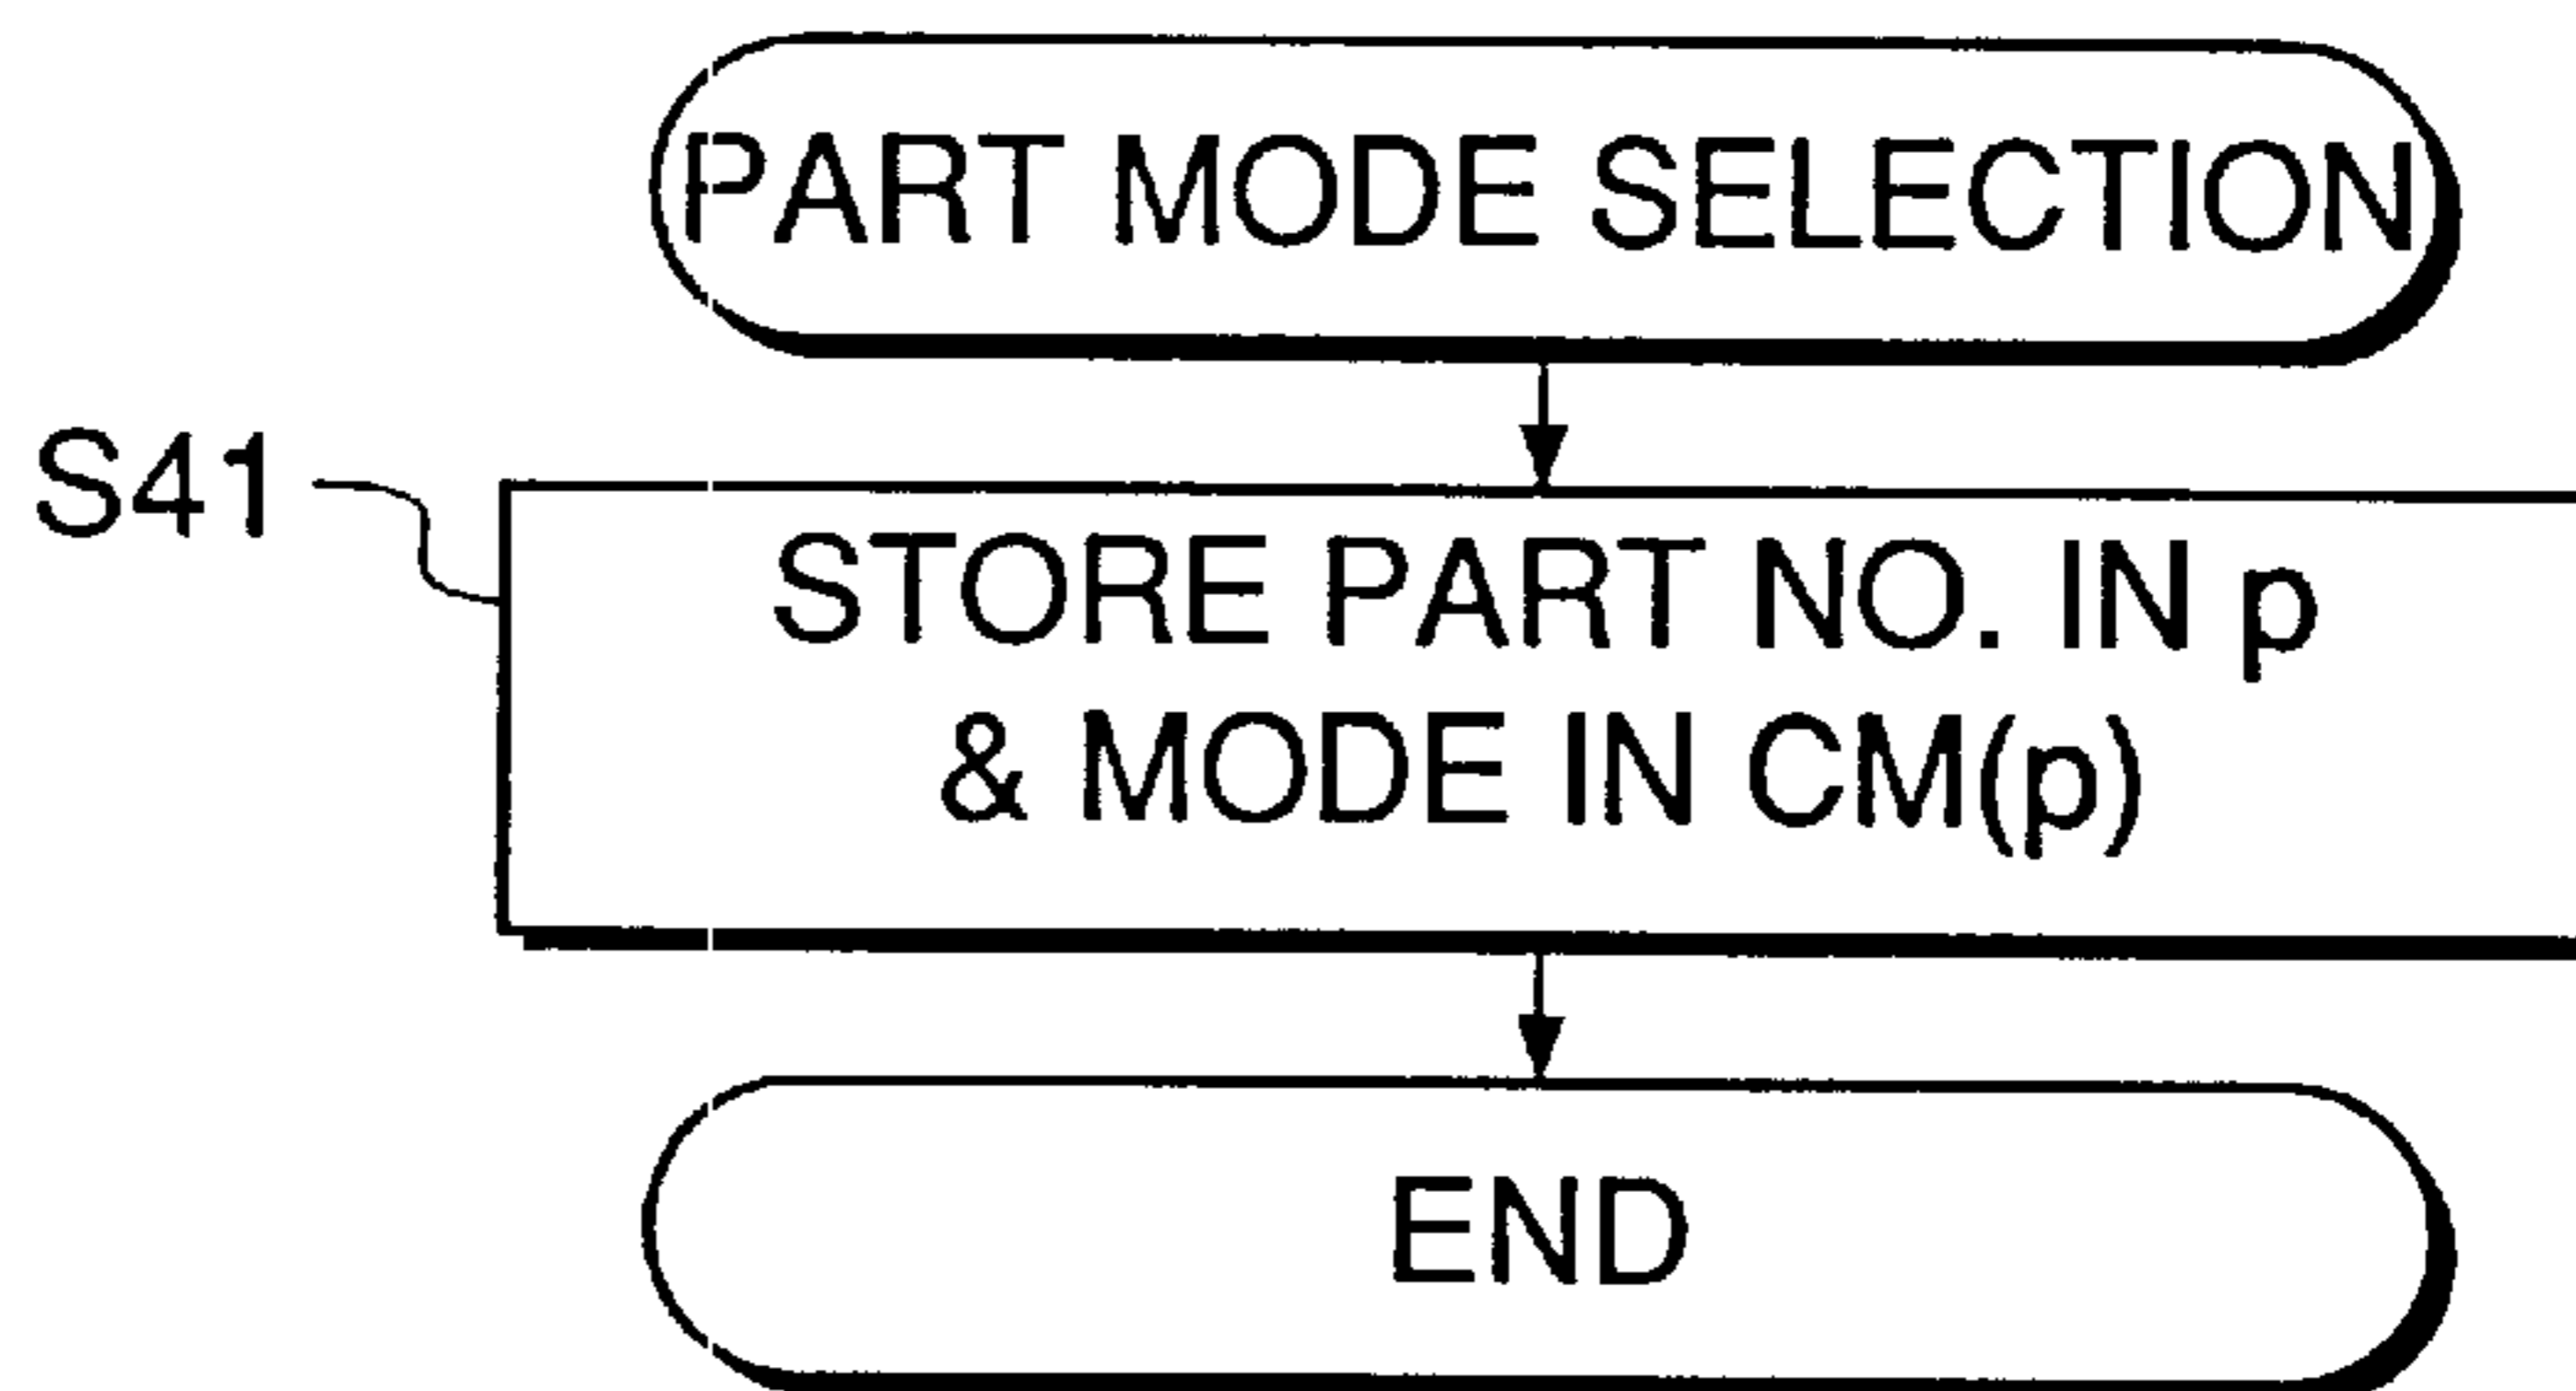 PART MODE SELECTION
S41
STORE PART NO. IN p
& MODE IN CM(p)
END